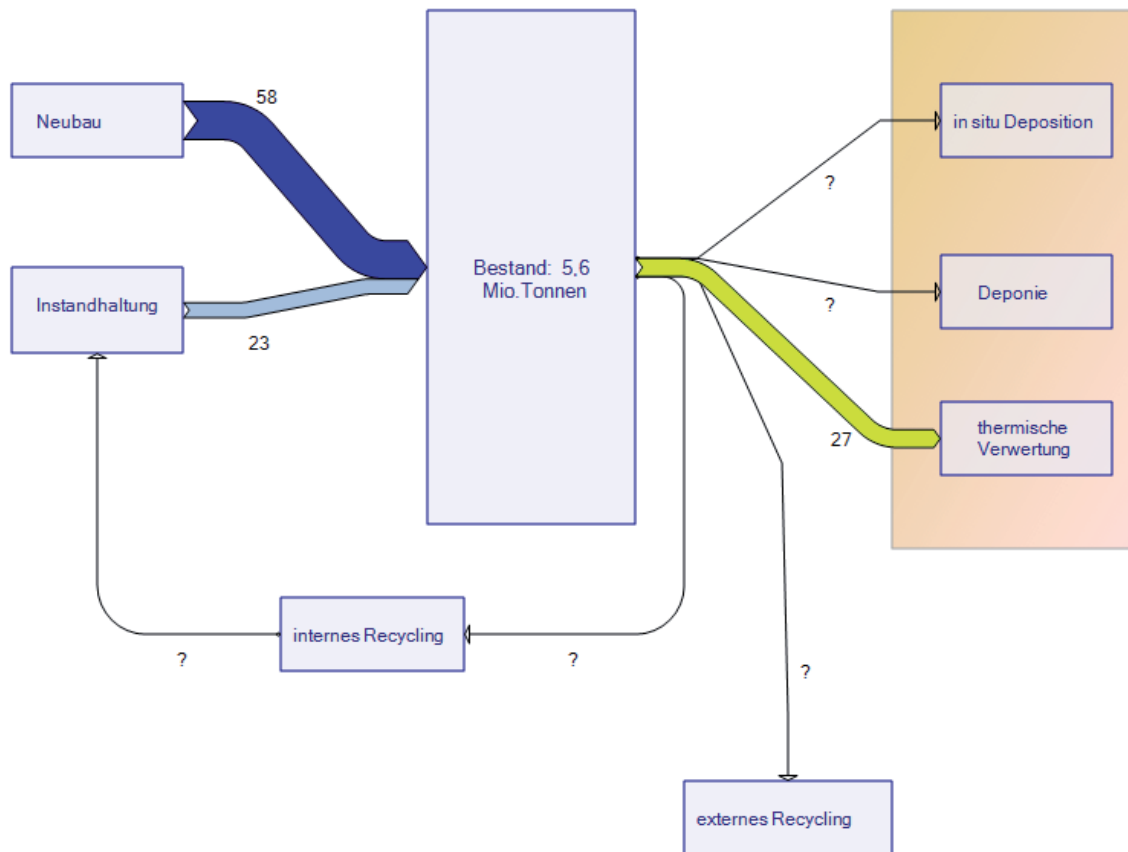 58
Neubau
in situ Deposition
?
Bestand: 5,6
Mio.Tonnen
Instandhaltung
Deponie
?
23
thermische
Verwertung
27
internes Recycling
?
?
?
externes Recycling